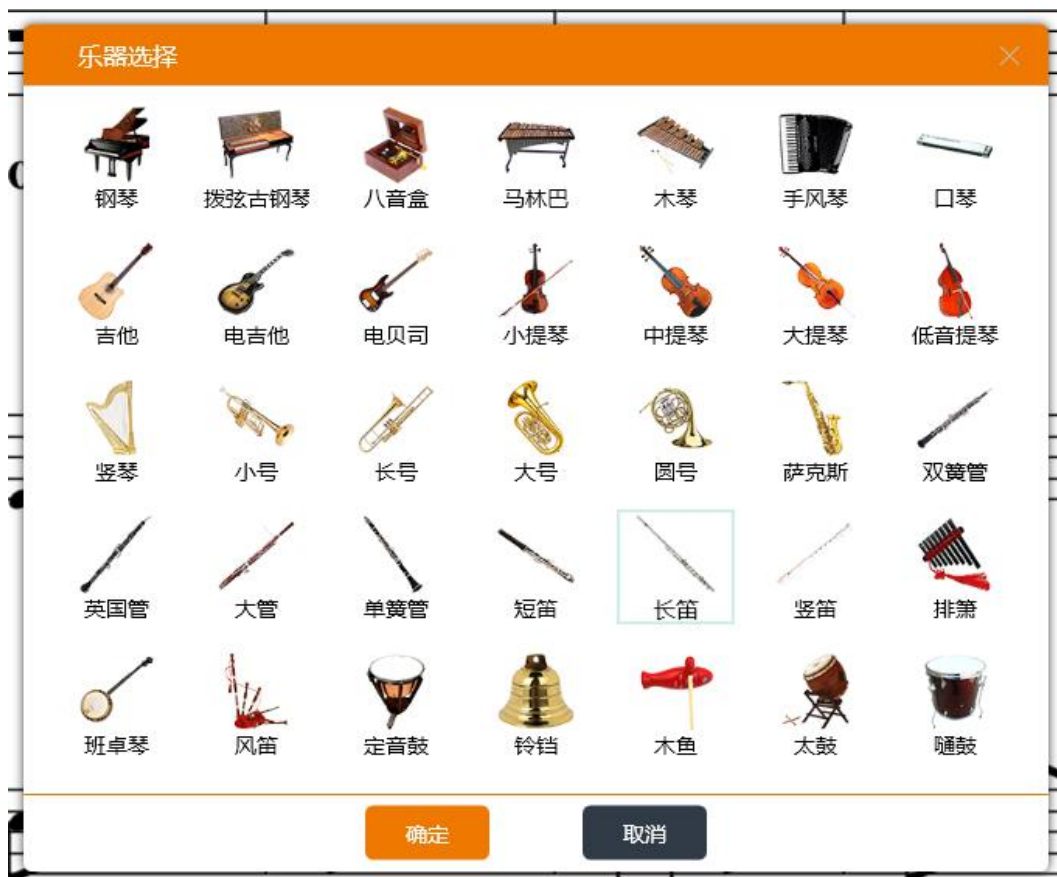 乐器选择
钢琴 拨弦古钢琴 八音盒 马林巴 木琴 手风琴 口琴
吉他 电吉他 电贝司 小提琴 中提琴 大提琴 低音提琴
竖琴 小号 长号 大号 圆号 萨克斯 双簧管
英国管 大管 单簧管 短笛 长笛 竖笛 排箫
班卓琴 风笛 定音鼓 铃铛 木鱼 太鼓 嗵鼓
确定 取消